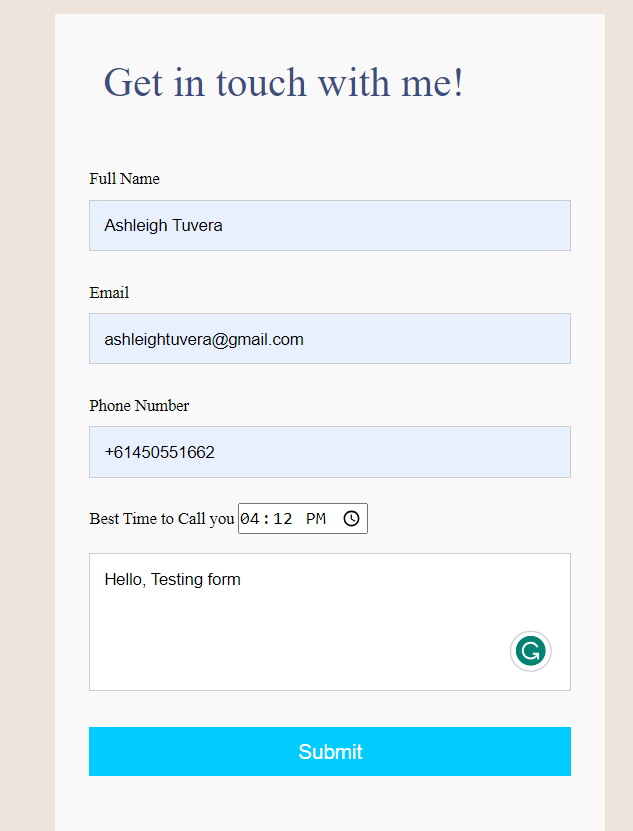 Get in touch with me!
Full Name
Ashleigh Tuvera
Email
ashleightuvera@gmail.com
Phone Number
+61450551662
Best Time to Call you 04:12 PM
Hello, Testing form
Submit